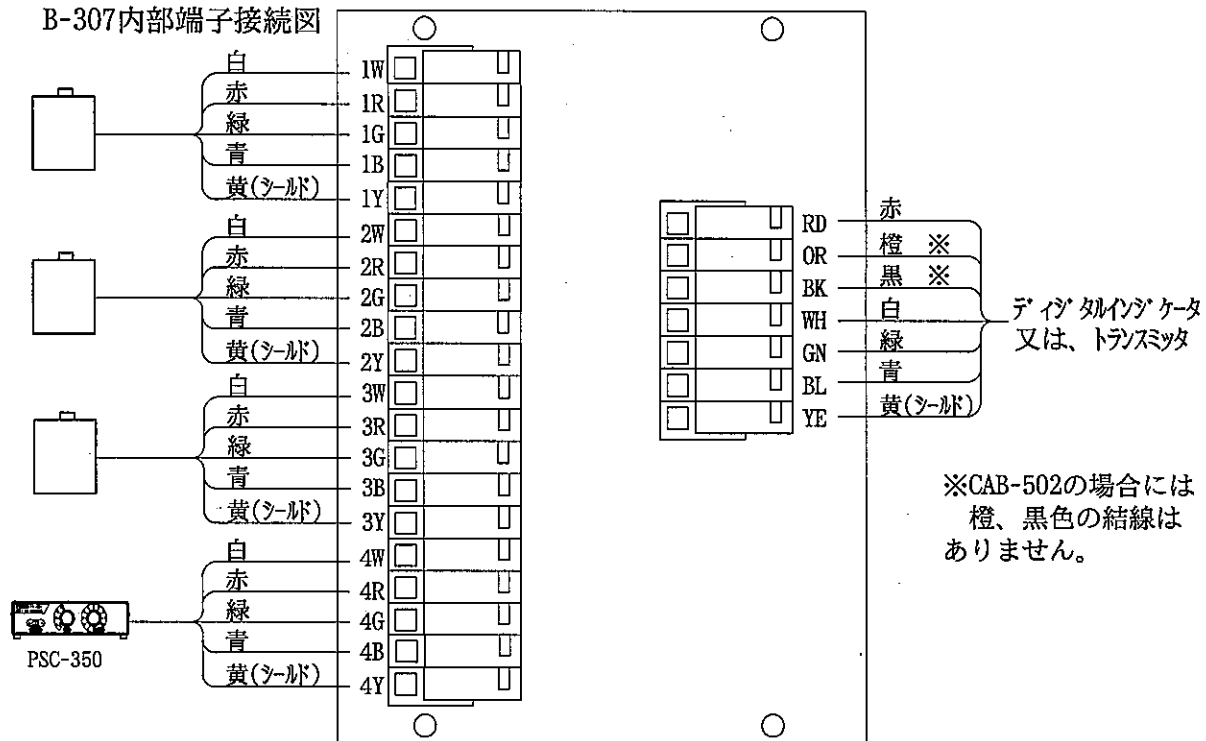 B-307内部端子接続図
白 1W
赤 1R
緑 1G
青 1B
黄(シールド) 1Y
白 2W
赤 2R
緑 2G
青 2B
黄(シールド) 2Y
白 3W
赤 3R
緑 3G
青 3B
黄(シールド) 3Y
白 4W
赤 4R
緑 4G
青 4B
黄(シールド) 4Y
PSC-350
RD 赤
OR 橙 ※
BK 黒 ※
WH 白
GN 緑
BL 青
YE 黄(シールド)
ディジタルインジケータ
又は、トランスミッタ
※CAB-502の場合には
橙、黒色の結線は
ありません。